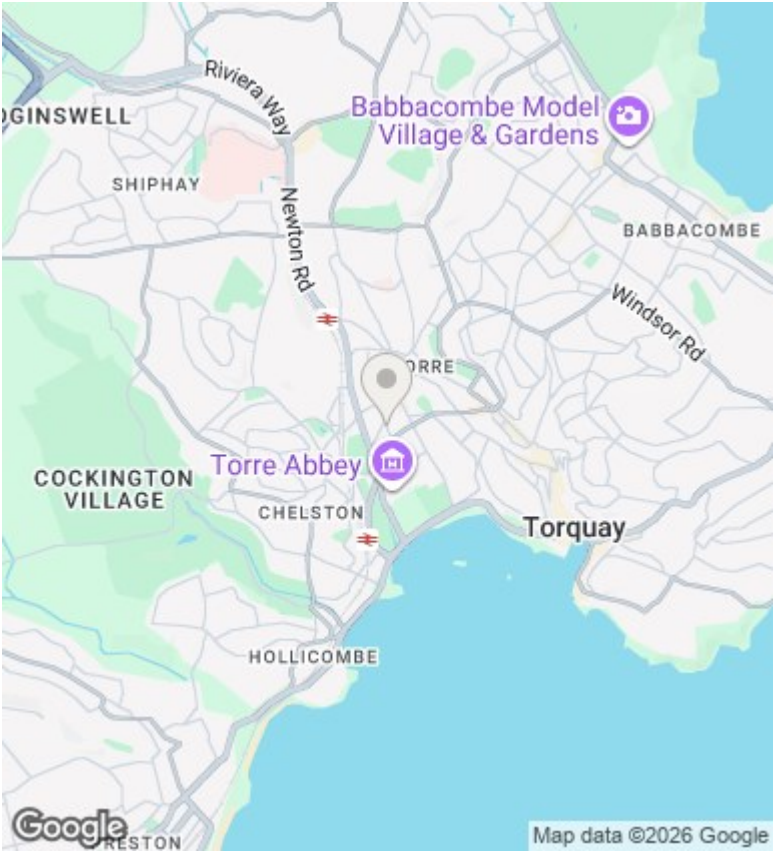 Riviera Way
OGINSWELL
Babbacombe Model
Village & Gardens
SHIPHAY
Newton Rd
BABBACOMBE
Windsor Rd
ORRE
Torre Abbey
COCKINGTON
VILLAGE
CHELSTON
Torquay
HOLLICOMBE
Google
RESTON
Map data ©2026 Google